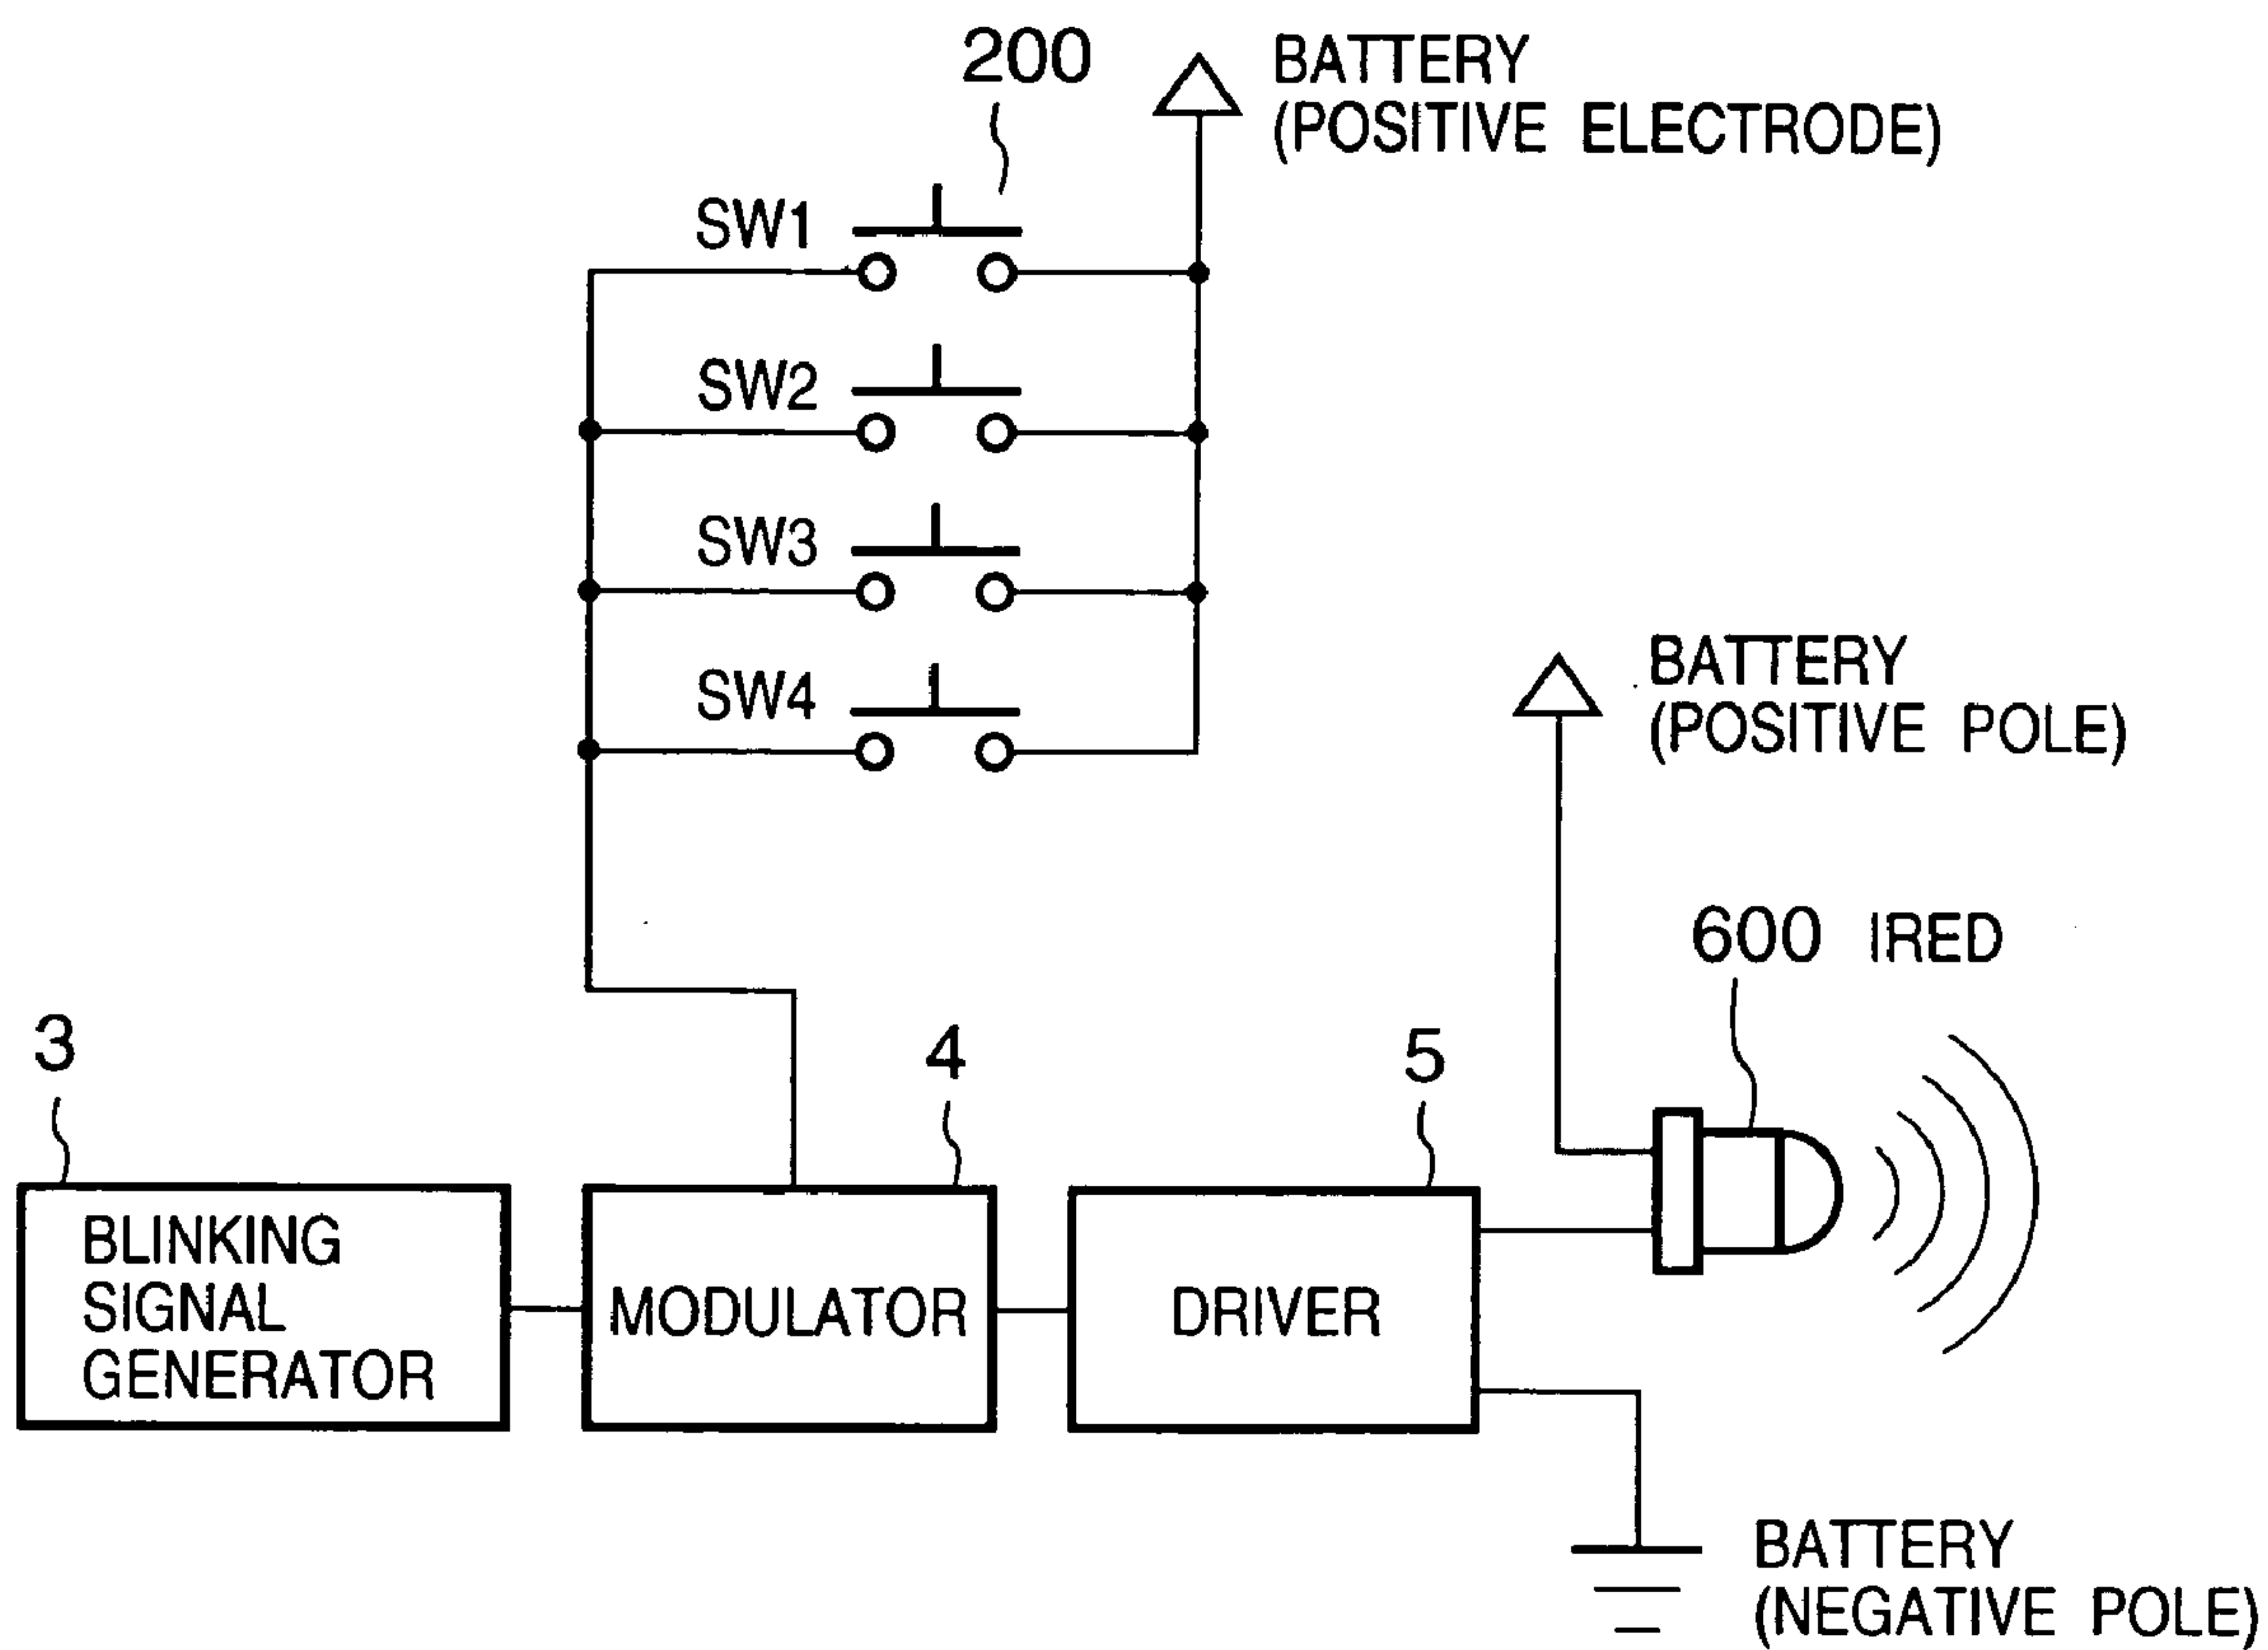 200
BATTERY
(POSITIVE ELECTRODE)
SW1
SW2
SW3
SW4
BATTERY
(POSITIVE POLE)
600 IRED
3
4
5
BLINKING
SIGNAL
GENERATOR
MODULATOR
DRIVER
BATTERY
(NEGATIVE POLE)